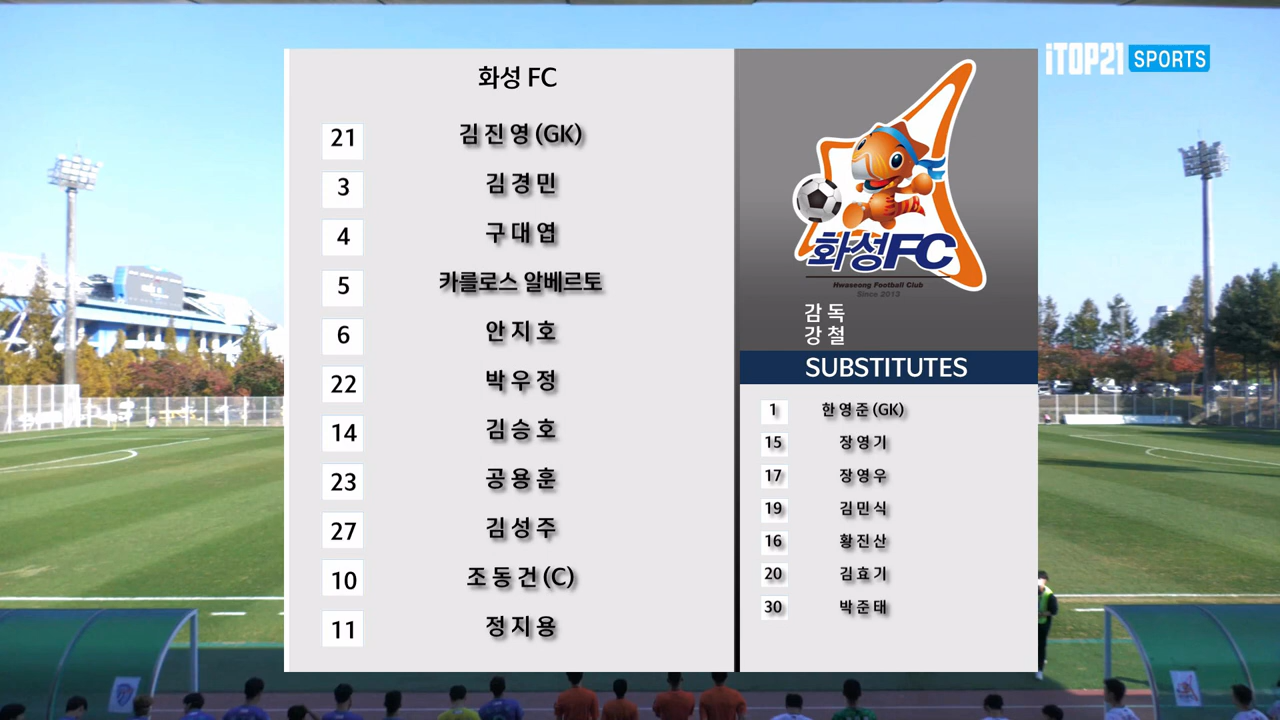 iTOP21 SPORTS
화성 FC
21 김진영(GK)
3 김경민
4 구대엽
5 카를로스 알베르토
6 안지호
22 박우정
14 김승호
23 공용훈
27 김성주
10 조동건(C)
11 정지용
화성FC
Hwaseong Football Club
Since 2013
감독
강철
SUBSTITUTES
1 한영준(GK)
15 장영기
17 장영우
19 김민식
16 황진산
20 김효기
30 박준태